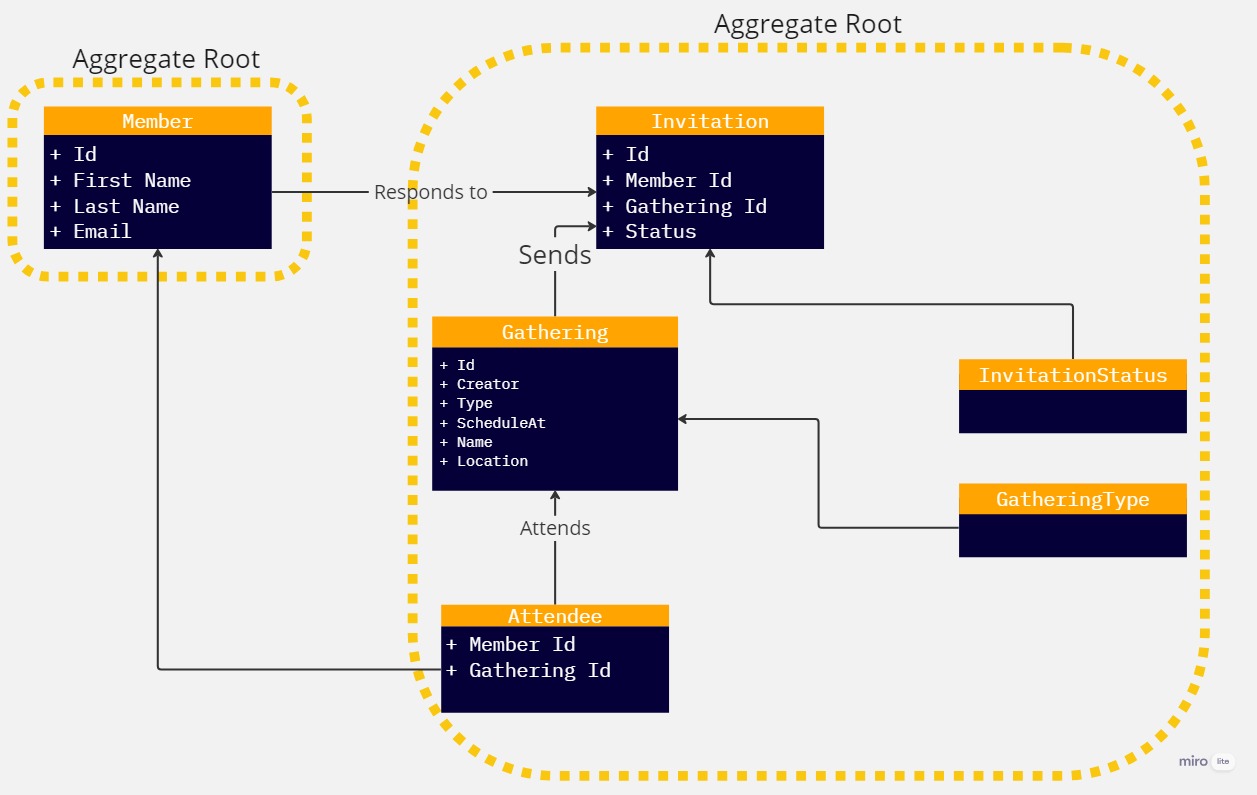 Aggregate Root
Member
+ Id
+ First Name
+ Last Name
+ Email
Responds to
Aggregate Root
Invitation
+ Id
+ Member Id
+ Gathering Id
+ Status
Sends
Gathering
+ Id
+ Creator
+ Type
+ ScheduleAt
+ Name
+ Location
InvitationStatus
GatheringType
Attends
Attendee
+ Member Id
+ Gathering Id
miro lite